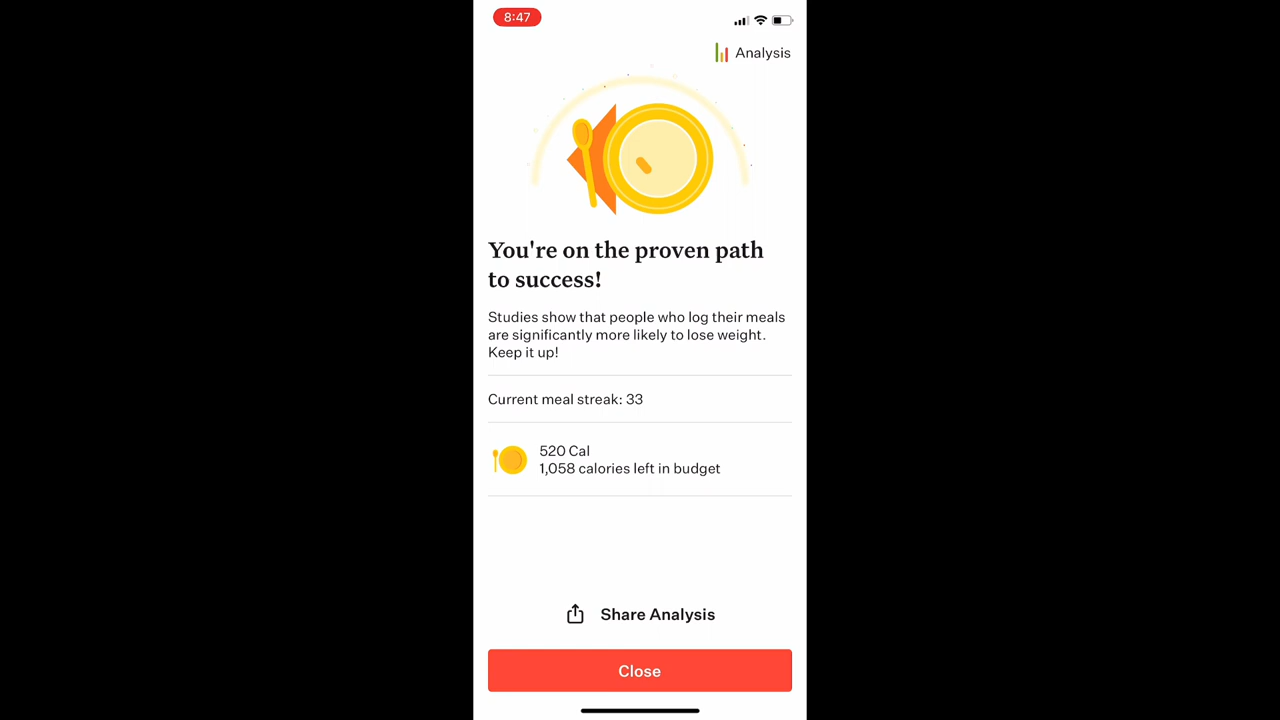 8:47
Analysis
You're on the proven path
to success!
Studies show that people who log their meals
are significantly more likely to lose weight.
Keep it up!
Current meal streak: 33
520 Cal
1,058 calories left in budget
Share Analysis
Close